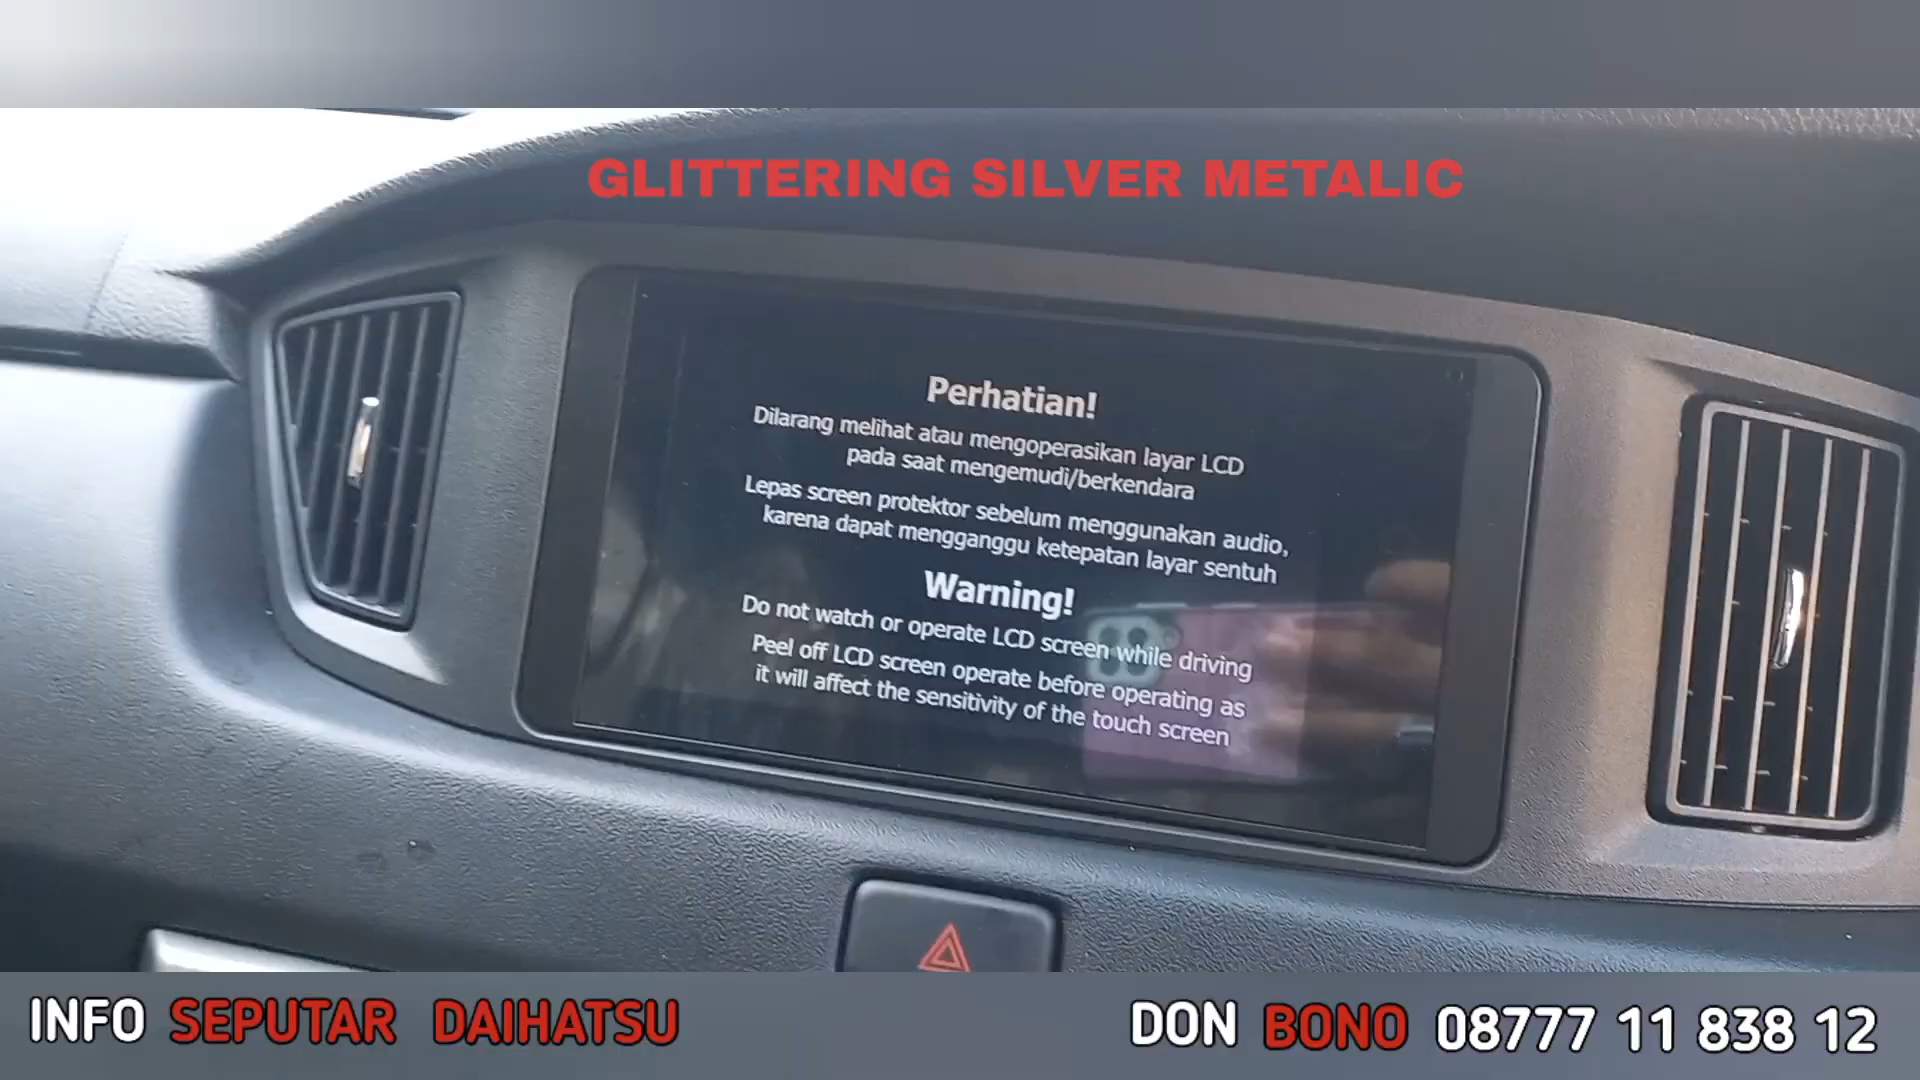 GLITTERING SILVER METALIC
Perhatian!
Dilarang melihat atau mengoperasikan layar LCD
pada saat mengemudi/berkendara
Lepas screen protektor sebelum menggunakan audio,
karena dapat mengganggu ketepatan layar sentuh
Warning!
Do not watch or operate LCD screen while driving
Peel off LCD screen operate before operating as
it will affect the sensitivity of the touch screen
INFO SEPUTAR DAIHATSU
DON BONO 08777 11 838 12